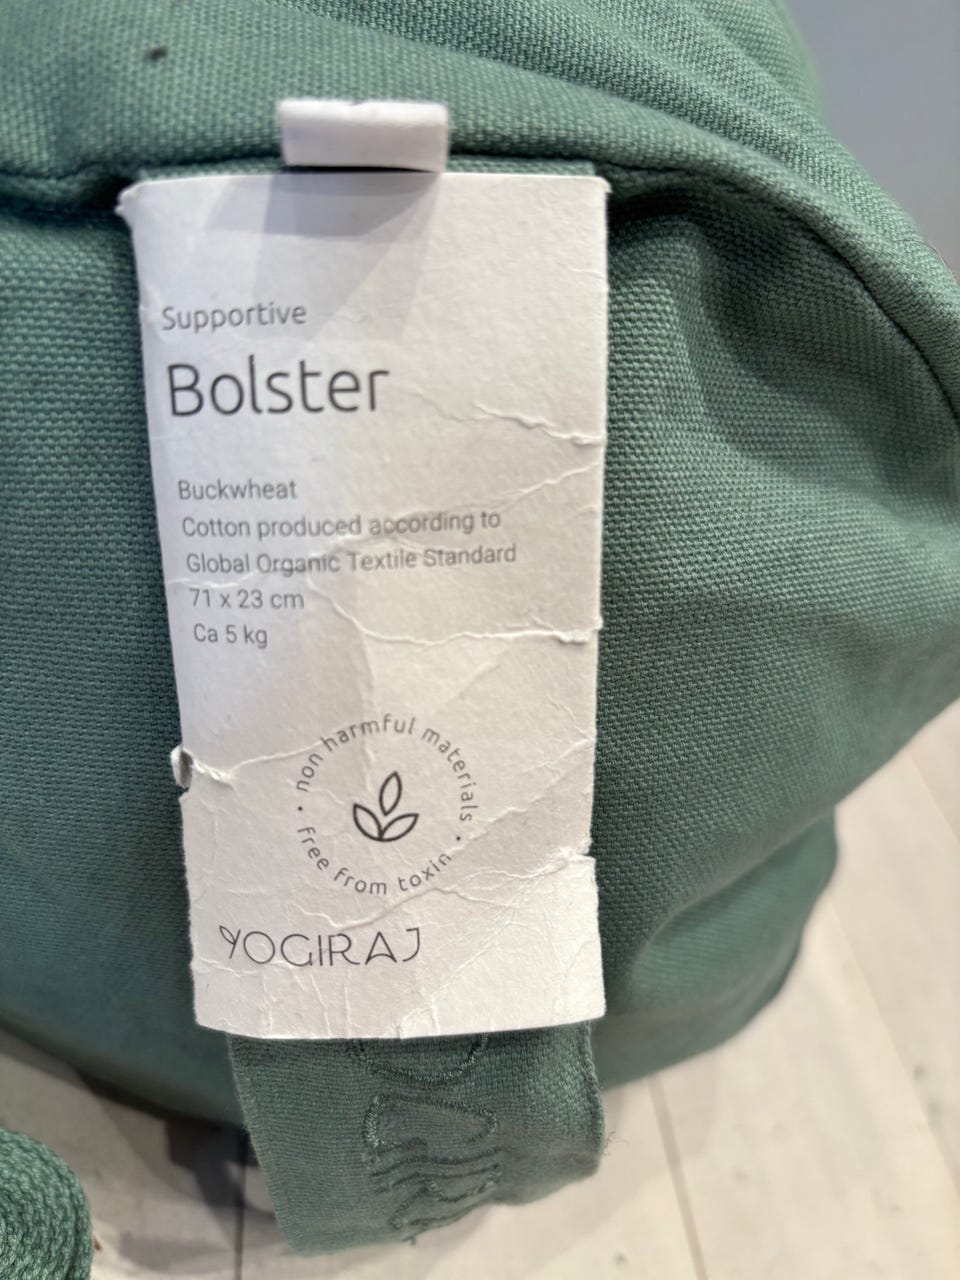 Supportive
Bolster
Buckwheat
Cotton produced according to
Global Organic Textile Standard
71 x 23 cm
Ca 5 kg
non harmful materials
• free from toxin •
YOGIRAJ